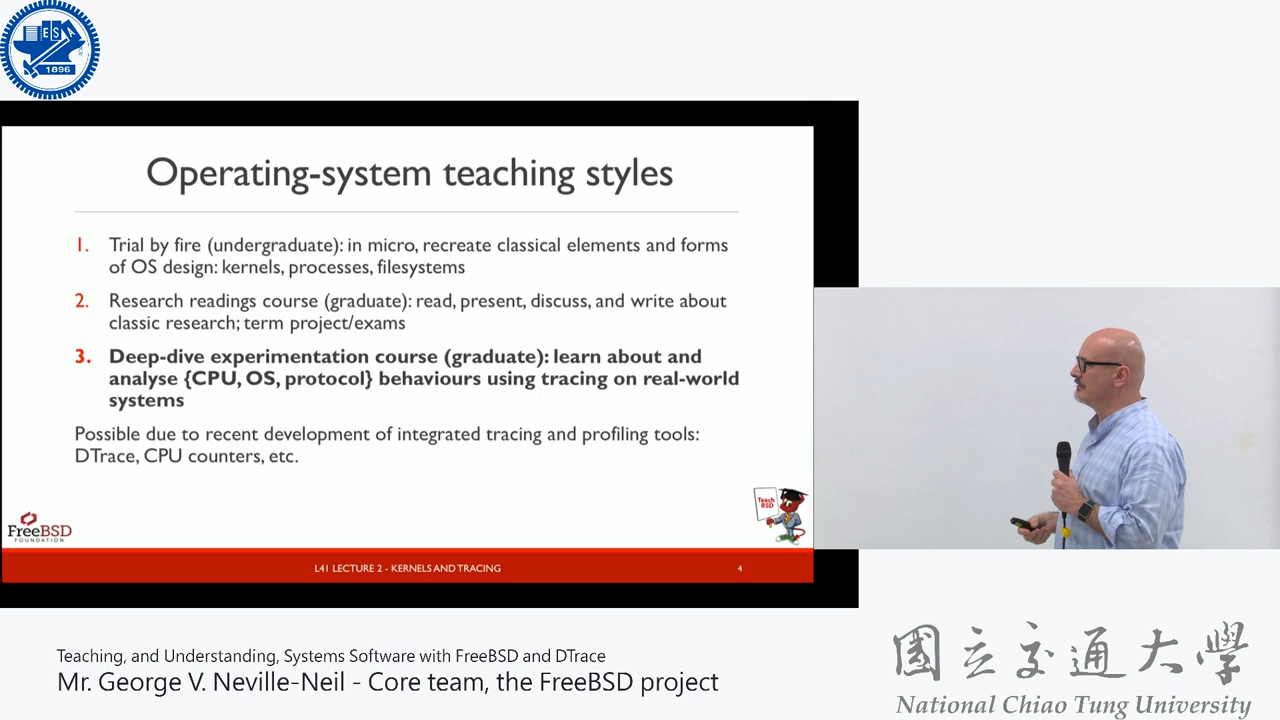 ESA
1896
Operating-system teaching styles
1. Trial by fire (undergraduate): in micro, recreate classical elements and forms
of OS design: kernels, processes, filesystems
2. Research readings course (graduate): read, present, discuss, and write about
classic research; term project/exams
3. Deep-dive experimentation course (graduate): learn about and
analyse {CPU, OS, protocol} behaviours using tracing on real-world
systems
Possible due to recent development of integrated tracing and profiling tools:
DTrace, CPU counters, etc.
Teach
BSD
FreeBSD
FOUNDATION
L41 LECTURE 2 - KERNELS AND TRACING 4
Teaching, and Understanding, Systems Software with FreeBSD and DTrace
Mr. George V. Neville-Neil - Core team, the FreeBSD project
國立交通大學
National Chiao Tung University